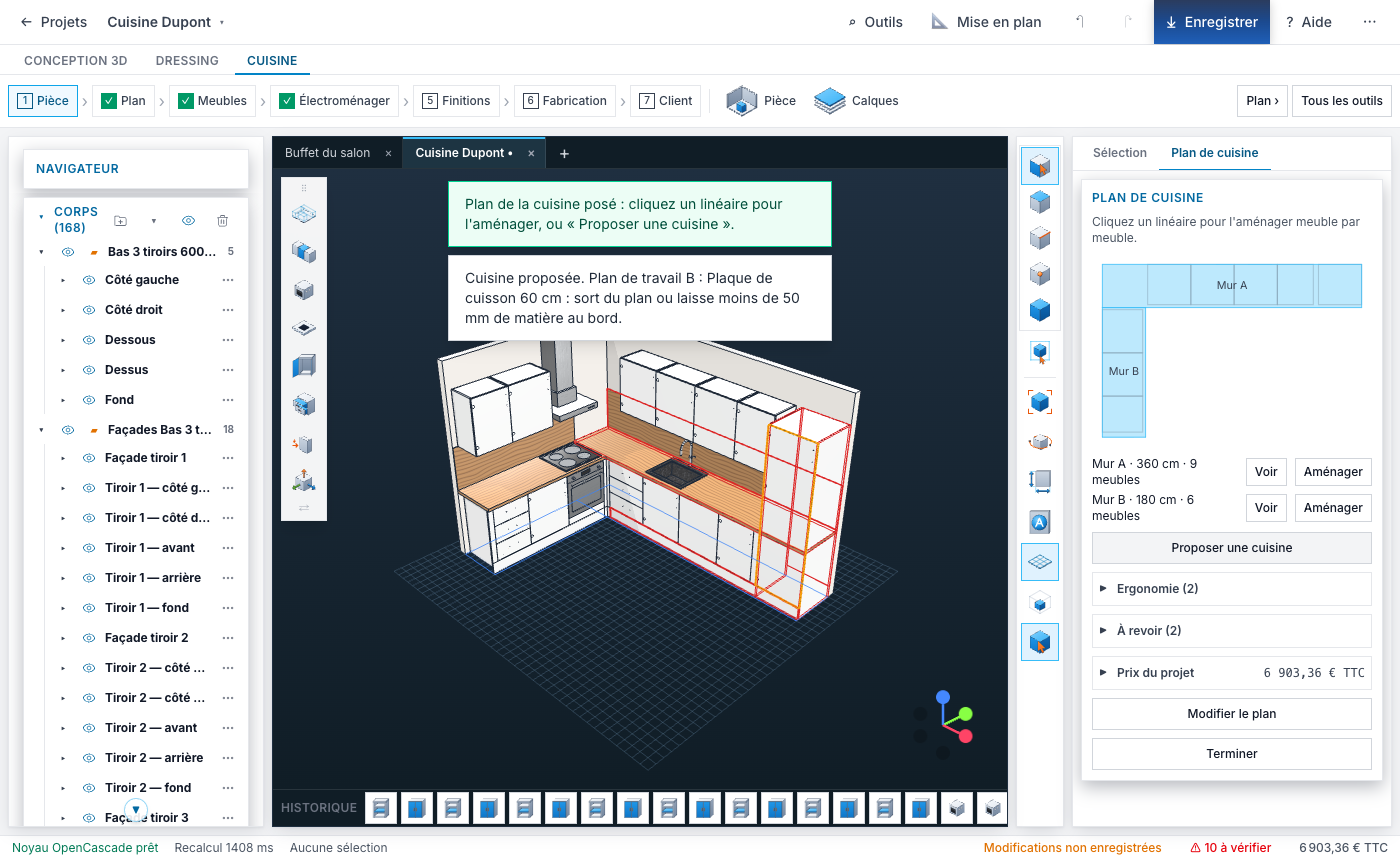 ← Projets Cuisine Dupont ▾ Outils Mise en plan Enregistrer ? Aide ···
CONCEPTION 3D DRESSING CUISINE
1 Pièce › Plan › Meubles › Électroménager › 5 Finitions › 6 Fabrication › 7 Client Pièce Calques Plan › Tous les outils
NAVIGATEUR
CORPS
(168)
Bas 3 tiroirs 600... 5
Côté gauche ···
Côté droit ···
Dessous ···
Dessus ···
Fond ···
Façades Bas 3 t... 18
Façade tiroir 1 ···
Tiroir 1 — côté g... ···
Tiroir 1 — côté d... ···
Tiroir 1 — avant ···
Tiroir 1 — arrière ···
Tiroir 1 — fond ···
Façade tiroir 2 ···
Tiroir 2 — côté ... ···
Tiroir 2 — côté ... ···
Tiroir 2 — avant ···
Tiroir 2 — arrière ···
Tiroir 2 — fond ···
Façade tiroir 3 ···
Buffet du salon × Cuisine Dupont • × +
Plan de la cuisine posé : cliquez un linéaire pour
l'aménager, ou « Proposer une cuisine ».
Cuisine proposée. Plan de travail B : Plaque de
cuisson 60 cm : sort du plan ou laisse moins de 50
mm de matière au bord.
HISTORIQUE
A
Sélection Plan de cuisine
PLAN DE CUISINE
Cliquez un linéaire pour l'aménager meuble par
meuble.
Mur A
Mur B
Mur A · 360 cm · 9
meubles
Voir Aménager
Mur B · 180 cm · 6
meubles
Voir Aménager
Proposer une cuisine
Ergonomie (2)
À revoir (2)
Prix du projet 6 903,36 € TTC
Modifier le plan
Terminer
Noyau OpenCascade prêt Recalcul 1408 ms Aucune sélection Modifications non enregistrées 10 à vérifier 6 903,36 € TTC